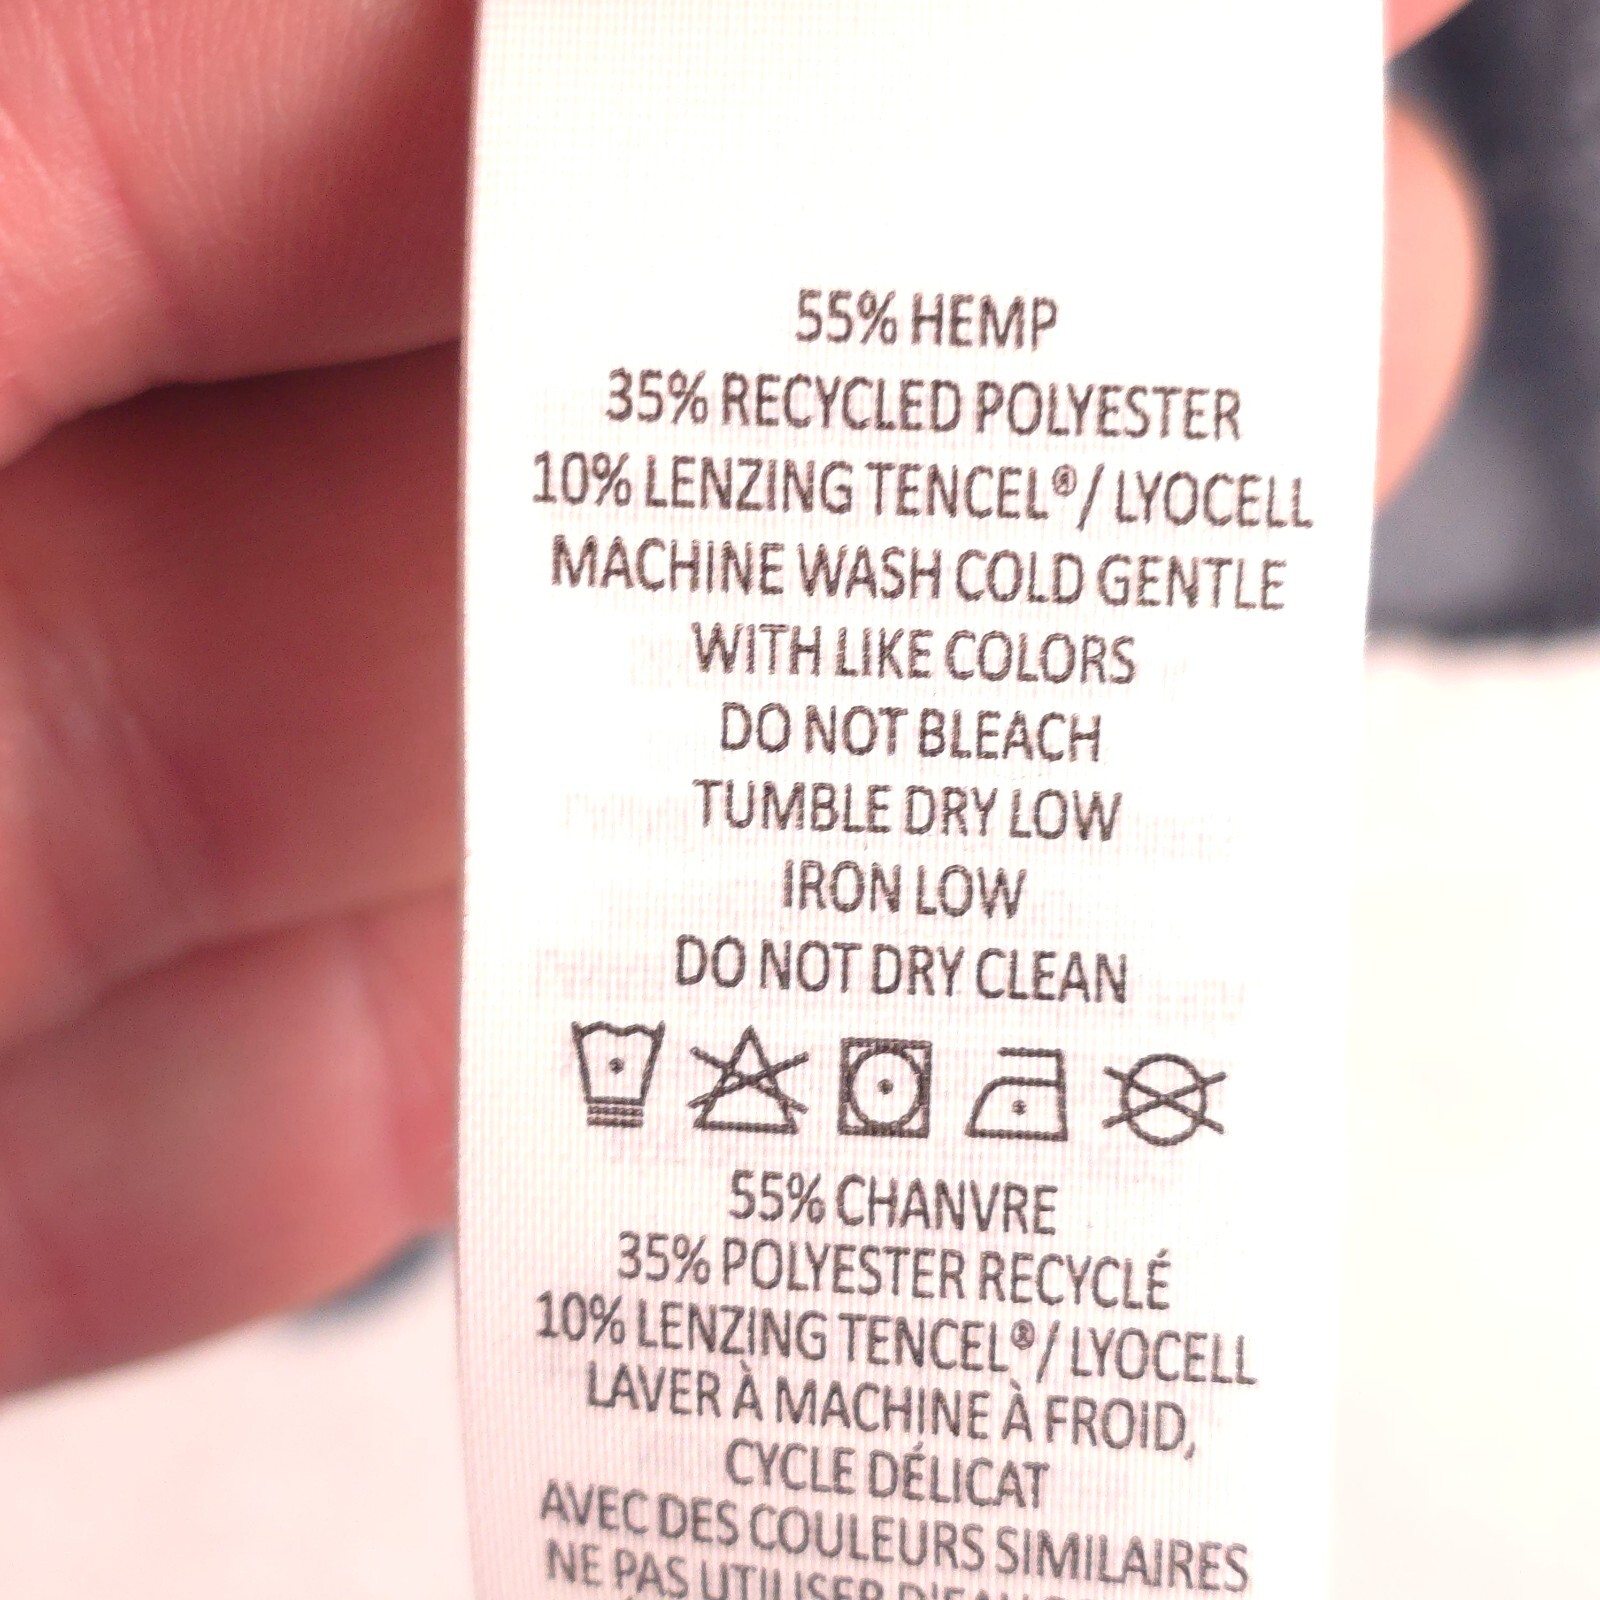 55% HEMP
35% RECYCLED POLYESTER
10% LENZING TENCEL®/ LYOCELL
MACHINE WASH COLD GENTLE
WITH LIKE COLORS
DO NOT BLEACH
TUMBLE DRY LOW
IRON LOW
DO NOT DRY CLEAN
55% CHANVRE
35% POLYESTER RECYCLÉ
10% LENZING TENCEL®/ LYOCELL
LAVER À MACHINE À FROID,
CYCLE DÉLICAT
AVEC DES COULEURS SIMILAIRES
NE PAS UTILISER